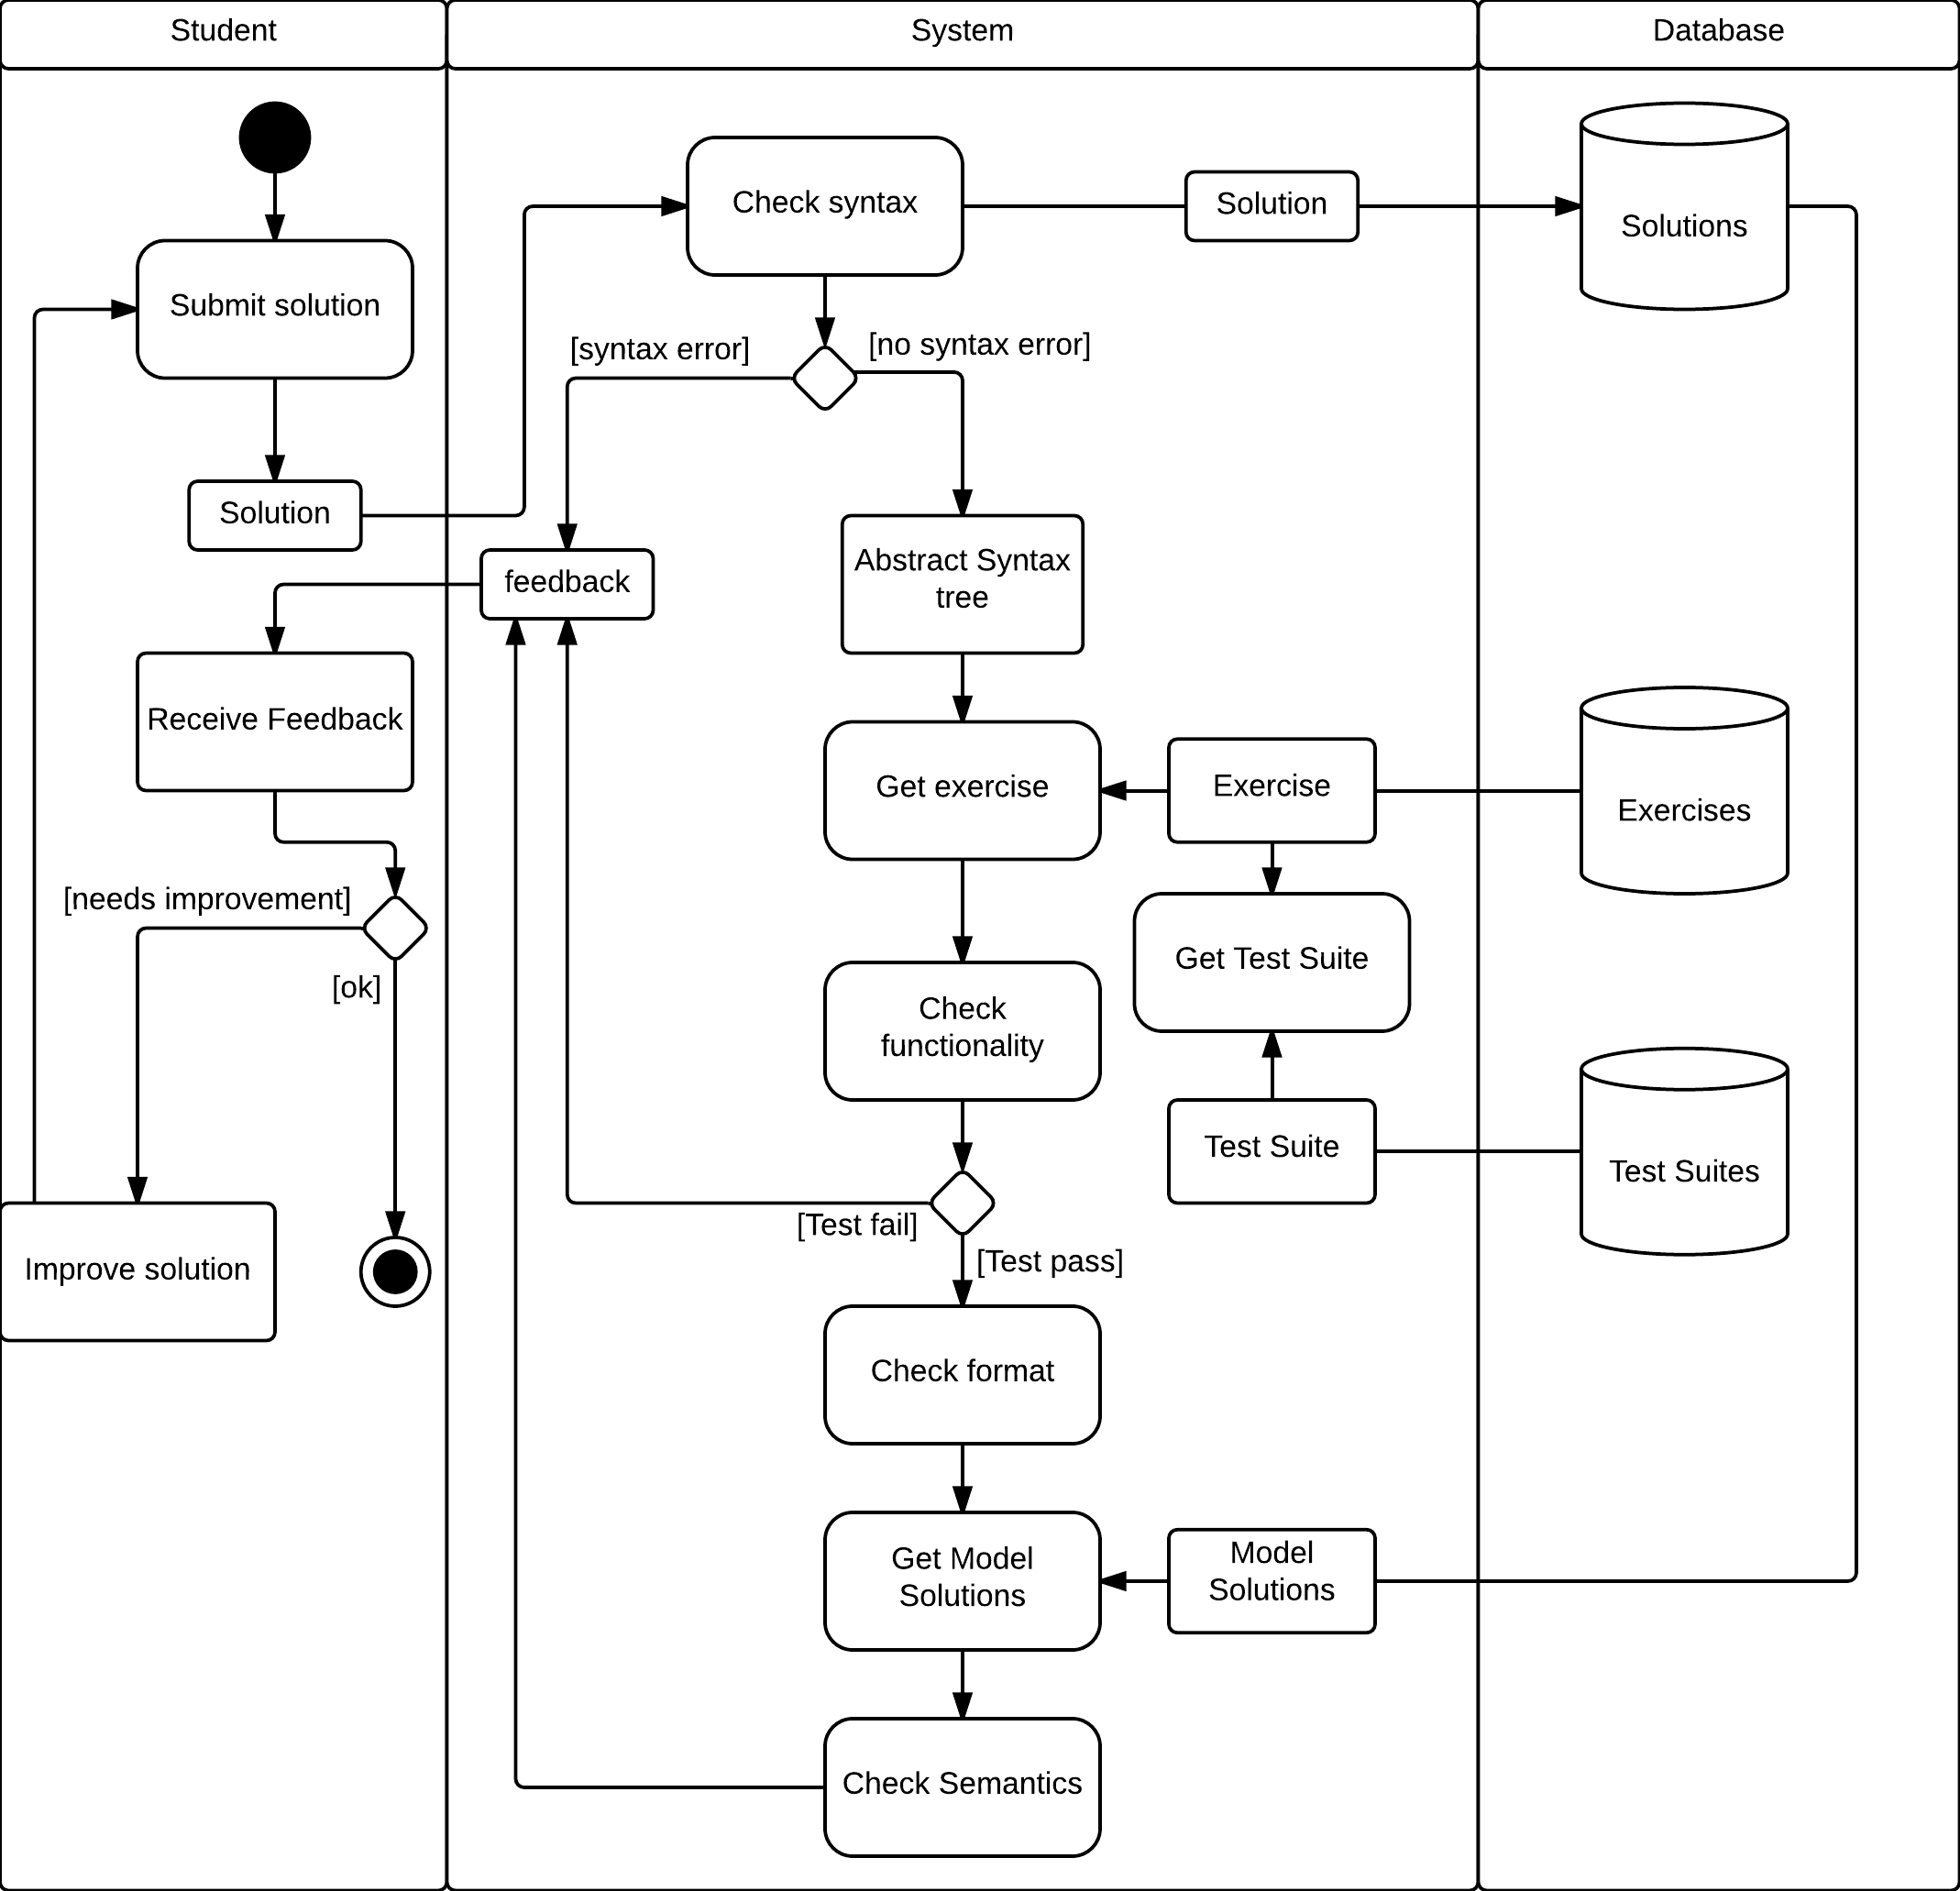 Student
System
Database
Check syntax
Solution
Solutions
Submit solution
[syntax error]
[no syntax error]
Solution
feedback
Abstract Syntax
tree
Receive Feedback
Get exercise
Exercise
Exercises
[needs improvement]
[ok]
Get Test Suite
Check
functionality
Test Suite
Test Suites
[Test fail]
[Test pass]
Improve solution
Check format
Get Model
Solutions
Model
Solutions
Check Semantics